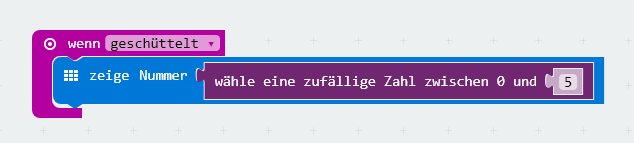 wenn geschüttelt
zeige Nummer wähle eine zufällige Zahl zwischen 0 und 5